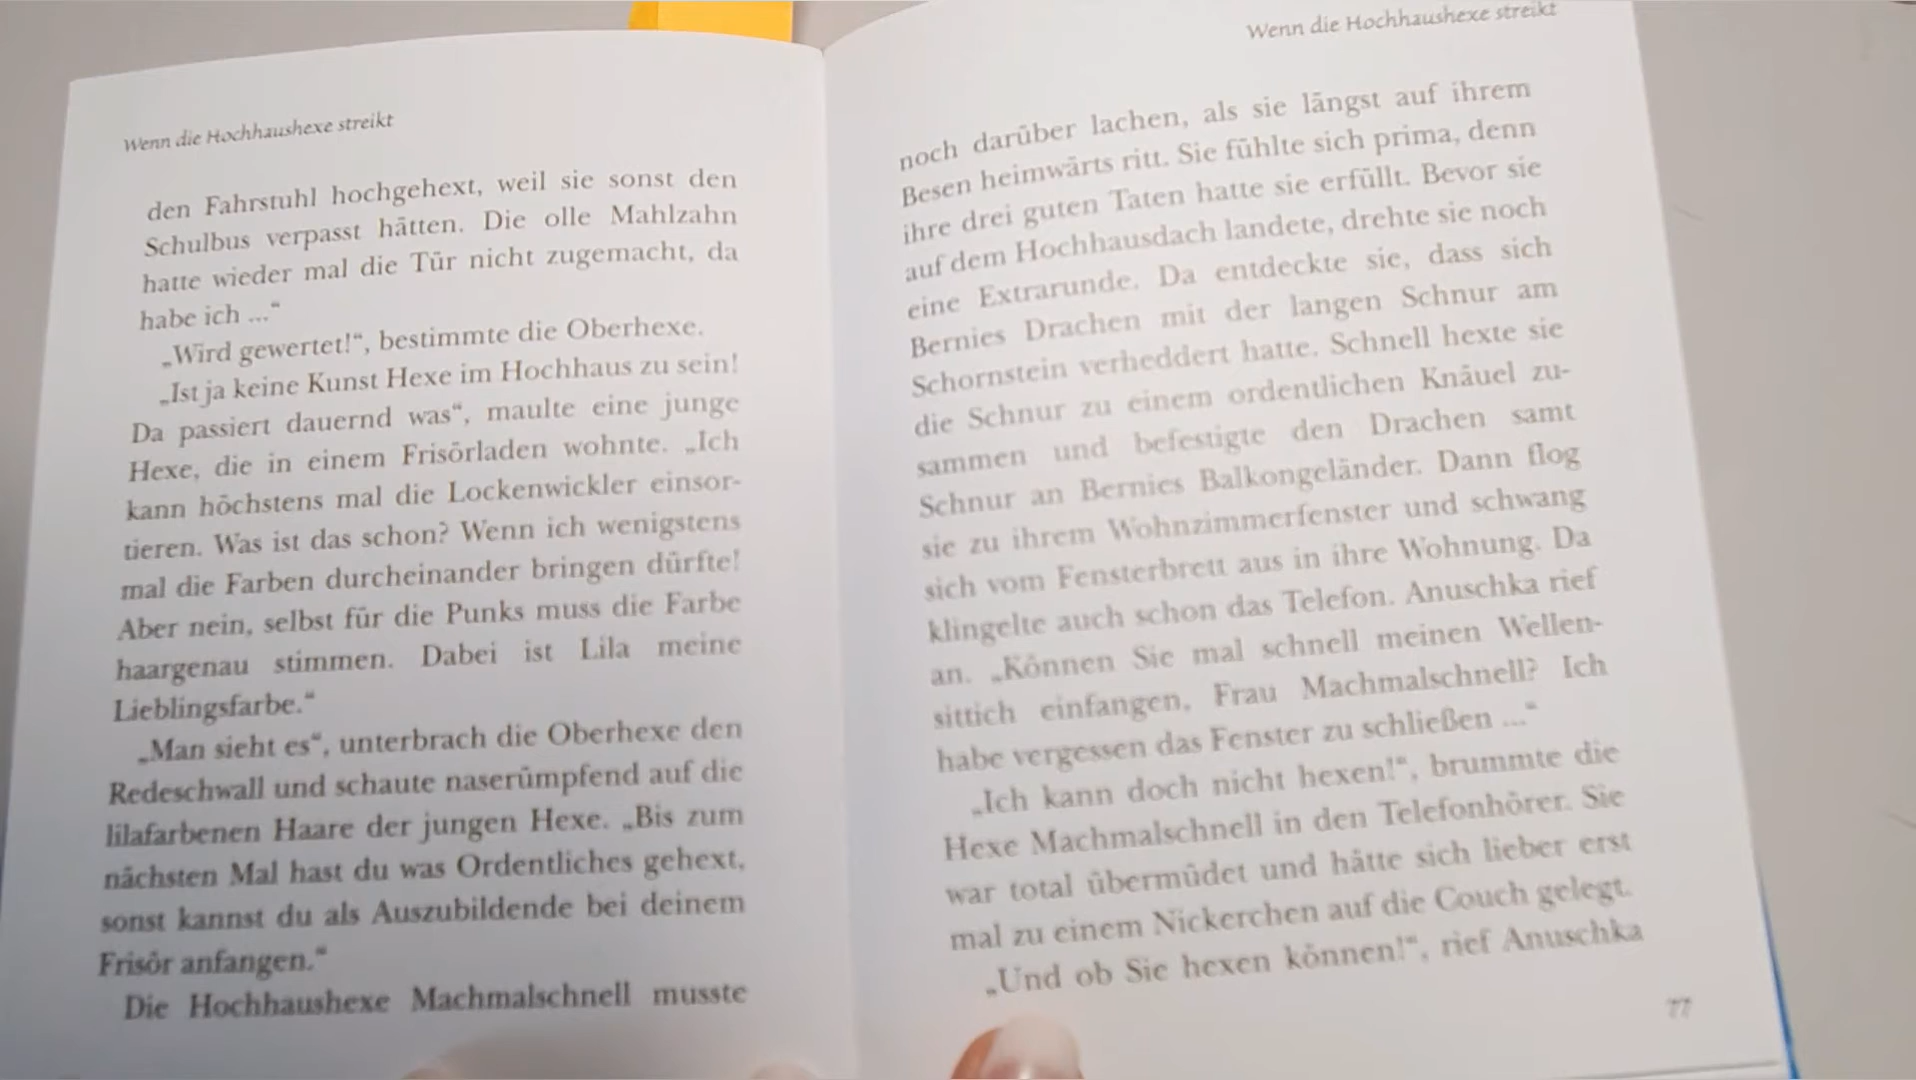 Wenn die Hochhaushexe streikt
den Fahrstuhl hochgehext, weil sie sonst den
Schulbus verpasst hätten. Die olle Mahlzahn
hatte wieder mal die Tür nicht zugemacht, da
habe ich ...“
„Wird gewertet!“, bestimmte die Oberhexe.
„Ist ja keine Kunst Hexe im Hochhaus zu sein!
Da passiert dauernd was“, maulte eine junge
Hexe, die in einem Frisörladen wohnte. „Ich
kann höchstens mal die Lockenwickler einsor-
tieren. Was ist das schon? Wenn ich wenigstens
mal die Farben durcheinander bringen dürfte!
Aber nein, selbst für die Punks muss die Farbe
haargenau stimmen. Dabei ist Lila meine
Lieblingsfarbe.“
„Man sieht es“, unterbrach die Oberhexe den
Redeschwall und schaute naserümpfend auf die
lilafarbenen Haare der jungen Hexe. „Bis zum
nächsten Mal hast du was Ordentliches gehext,
sonst kannst du als Auszubildende bei deinem
Frisör anfangen.“
Die Hochhaushexe Machmalschnell musste
Wenn die Hochhaushexe streikt
noch darüber lachen, als sie längst auf ihrem
Besen heimwärts ritt. Sie fühlte sich prima, denn
ihre drei guten Taten hatte sie erfüllt. Bevor sie
auf dem Hochhausdach landete, drehte sie noch
eine Extrarunde. Da entdeckte sie, dass sich
Bernies Drachen mit der langen Schnur am
Schornstein verheddert hatte. Schnell hexte sie
die Schnur zu einem ordentlichen Knäuel zu-
sammen und befestigte den Drachen samt
Schnur an Bernies Balkongeländer. Dann flog
sie zu ihrem Wohnzimmerfenster und schwang
sich vom Fensterbrett aus in ihre Wohnung. Da
klingelte auch schon das Telefon. Anuschka rief
an. „Können Sie mal schnell meinen Wellen-
sittich einfangen, Frau Machmalschnell? Ich
habe vergessen das Fenster zu schließen ...“
„Ich kann doch nicht hexen!“, brummte die
Hexe Machmalschnell in den Telefonhörer. Sie
war total übermüdet und hätte sich lieber erst
mal zu einem Nickerchen auf die Couch gelegt.
„Und ob Sie hexen können!“, rief Anuschka
77